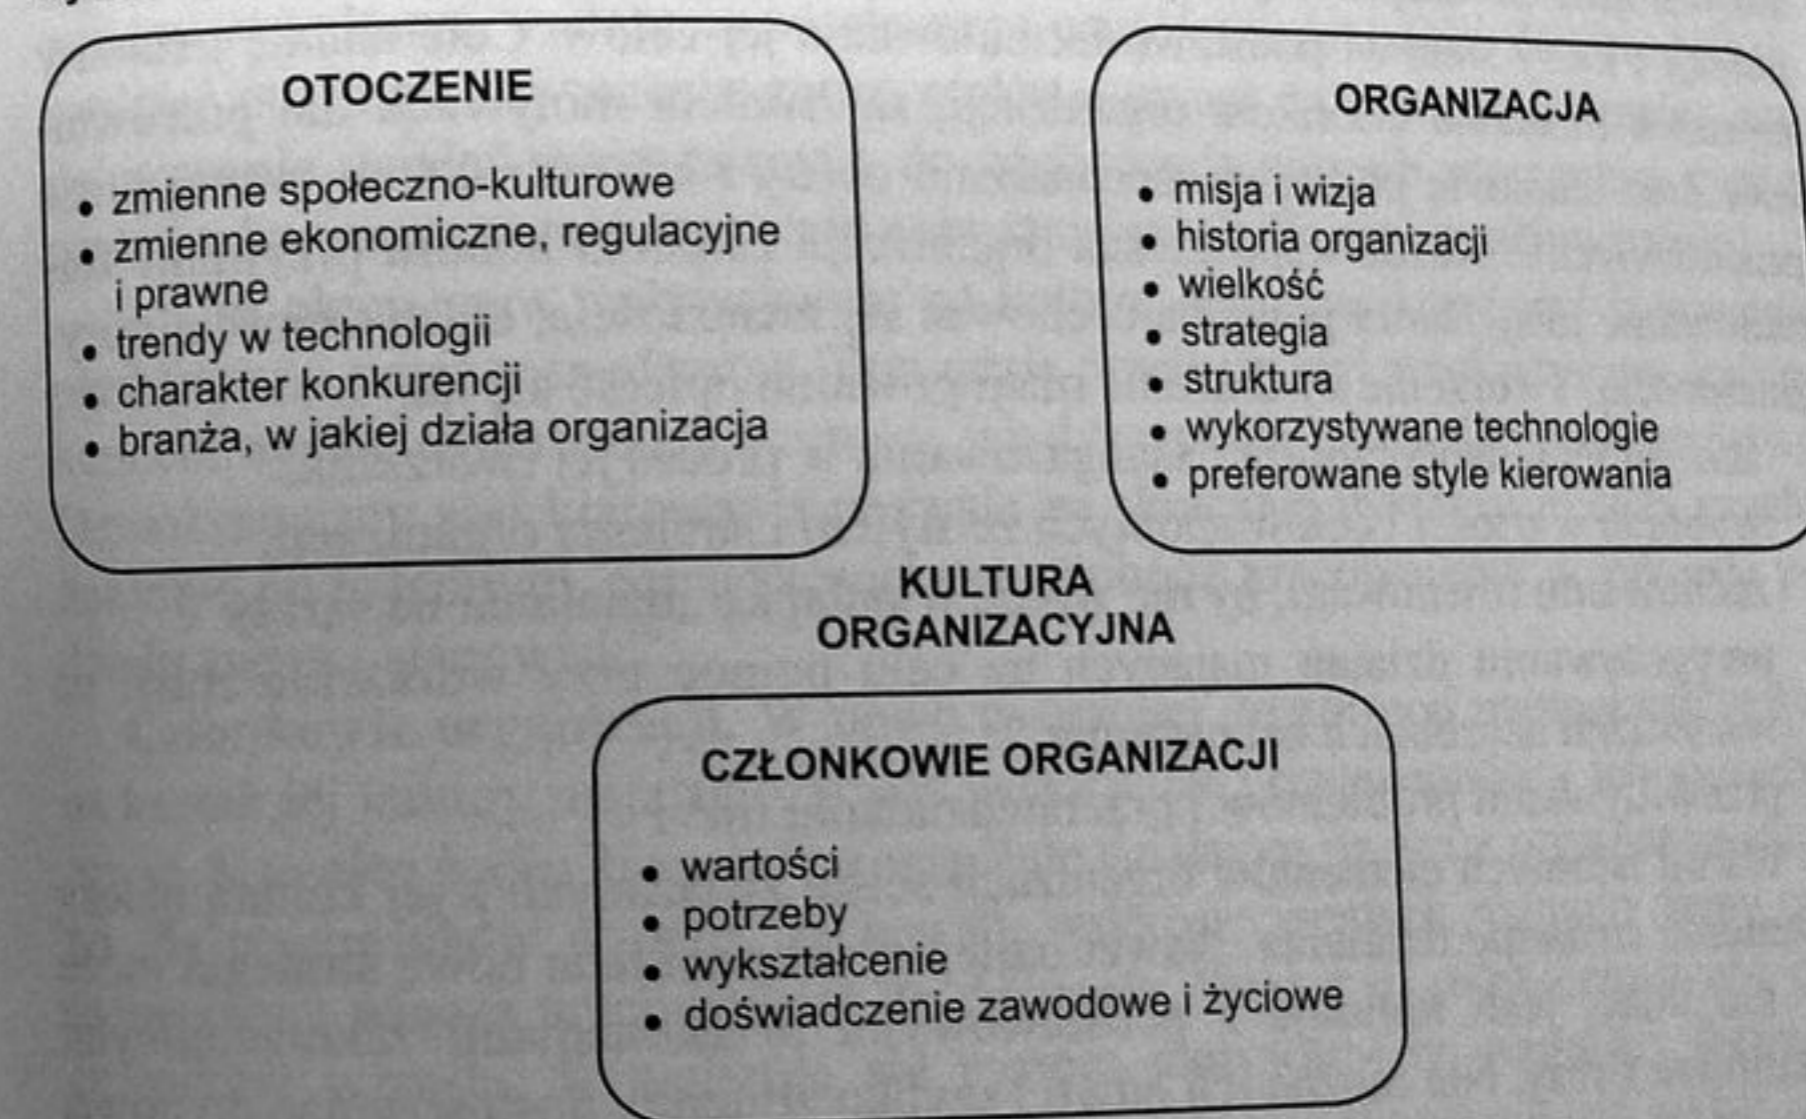 OTOCZENIE
• zmienne społeczno-kulturowe
• zmienne ekonomiczne, regulacyjne
i prawne
• trendy w technologii
• charakter konkurencji
• branża, w jakiej działa organizacja
ORGANIZACJA
• misja i wizja
• historia organizacji
• wielkość
• strategia
• struktura
• wykorzystywane technologie
• preferowane style kierowania
KULTURA
ORGANIZACYJNA
CZŁONKOWIE ORGANIZACJI
• wartości
• potrzeby
• wykształcenie
• doświadczenie zawodowe i życiowe